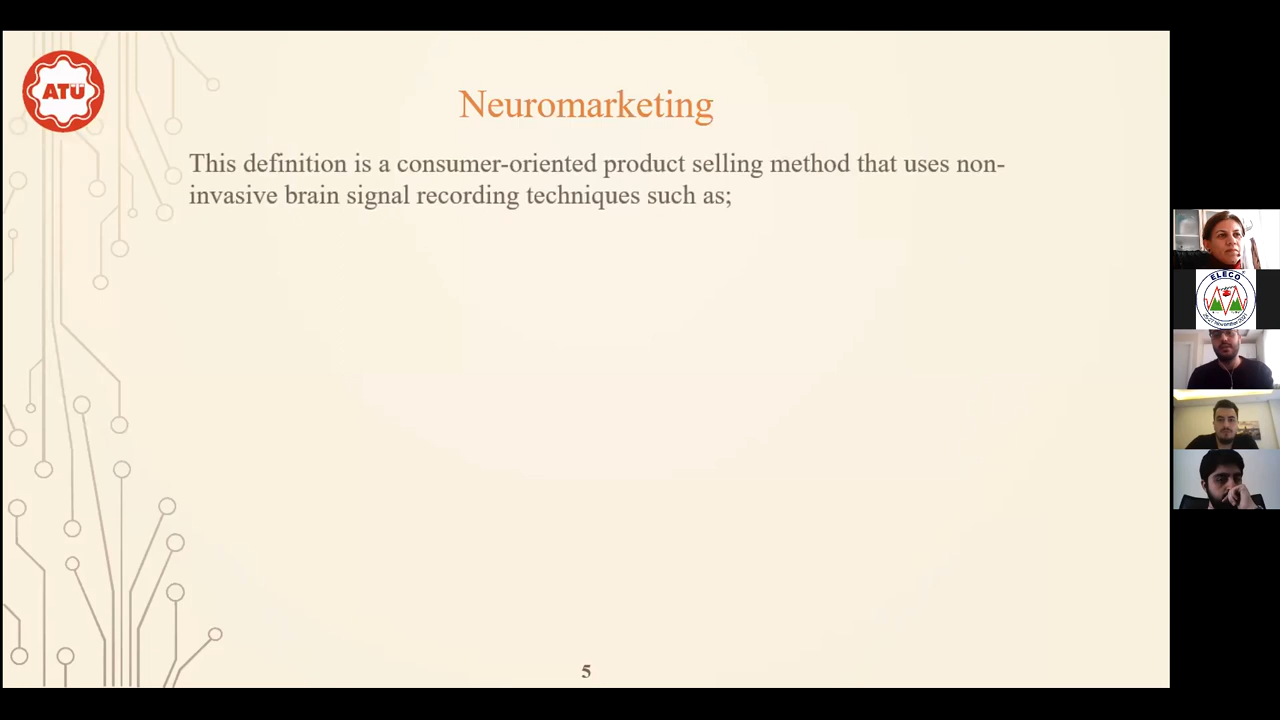 ATÜ
Neuromarketing
This definition is a consumer-oriented product selling method that uses non-
invasive brain signal recording techniques such as;
5
ELECO